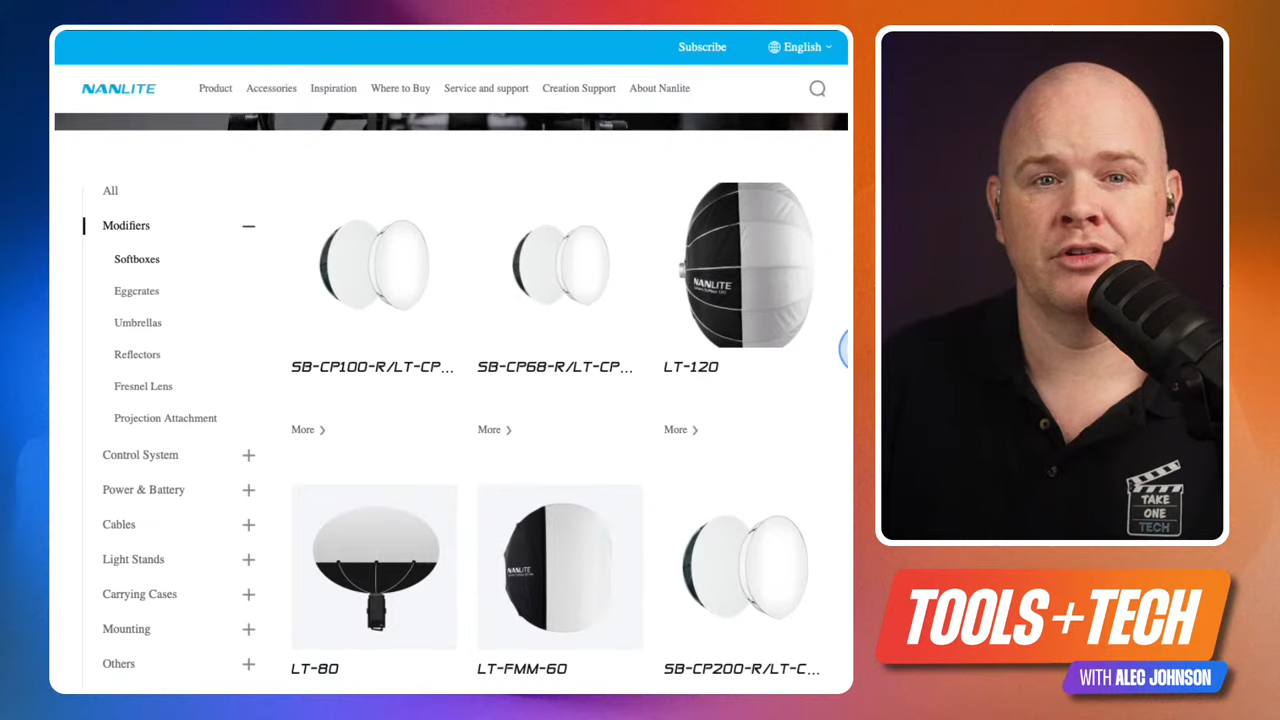 Subscribe
English
NANLITE
Product Accessories Inspiration Where to Buy Service and support Creation Support About Nanlite
All
Modifiers
Softboxes
Eggcrates
Umbrellas
Reflectors
Fresnel Lens
Projection Attachment
Control System
Power & Battery
Cables
Light Stands
Carrying Cases
Mounting
Others
NANLITE
SB-CP100-R/LT-CP...
SB-CP68-R/LT-CP...
LT-120
More
More
More
NANLITE
LT-80
LT-FMM-60
SB-CP200-R/LT-C...
TAKE
ONE
TECH
TOOLS+TECH
WITH ALEC JOHNSON